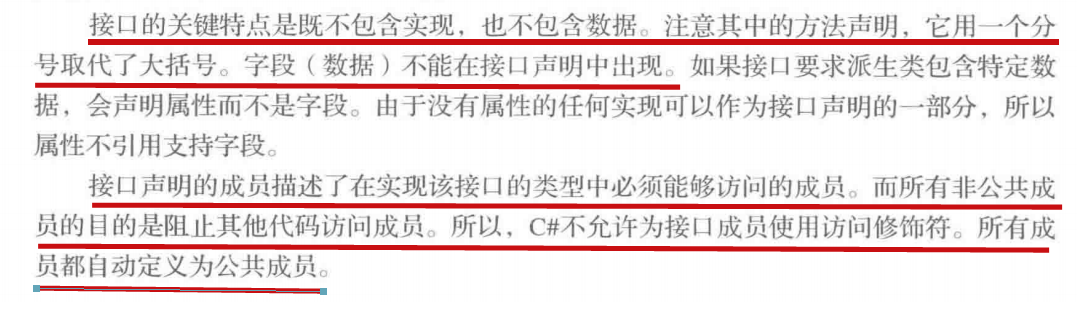 接口的关键特点是既不包含实现，也不包含数据。注意其中的方法声明，它用一个分
号取代了大括号。字段（数据）不能在接口声明中出现。如果接口要求派生类包含特定数
据，会声明属性而不是字段。由于没有属性的任何实现可以作为接口声明的一部分，所以
属性不引用支持字段。
接口声明的成员描述了在实现该接口的类型中必须能够访问的成员。而所有非公共成
员的目的是阻止其他代码访问成员。所以，C#不允许为接口成员使用访问修饰符。所有成
员都自动定义为公共成员。